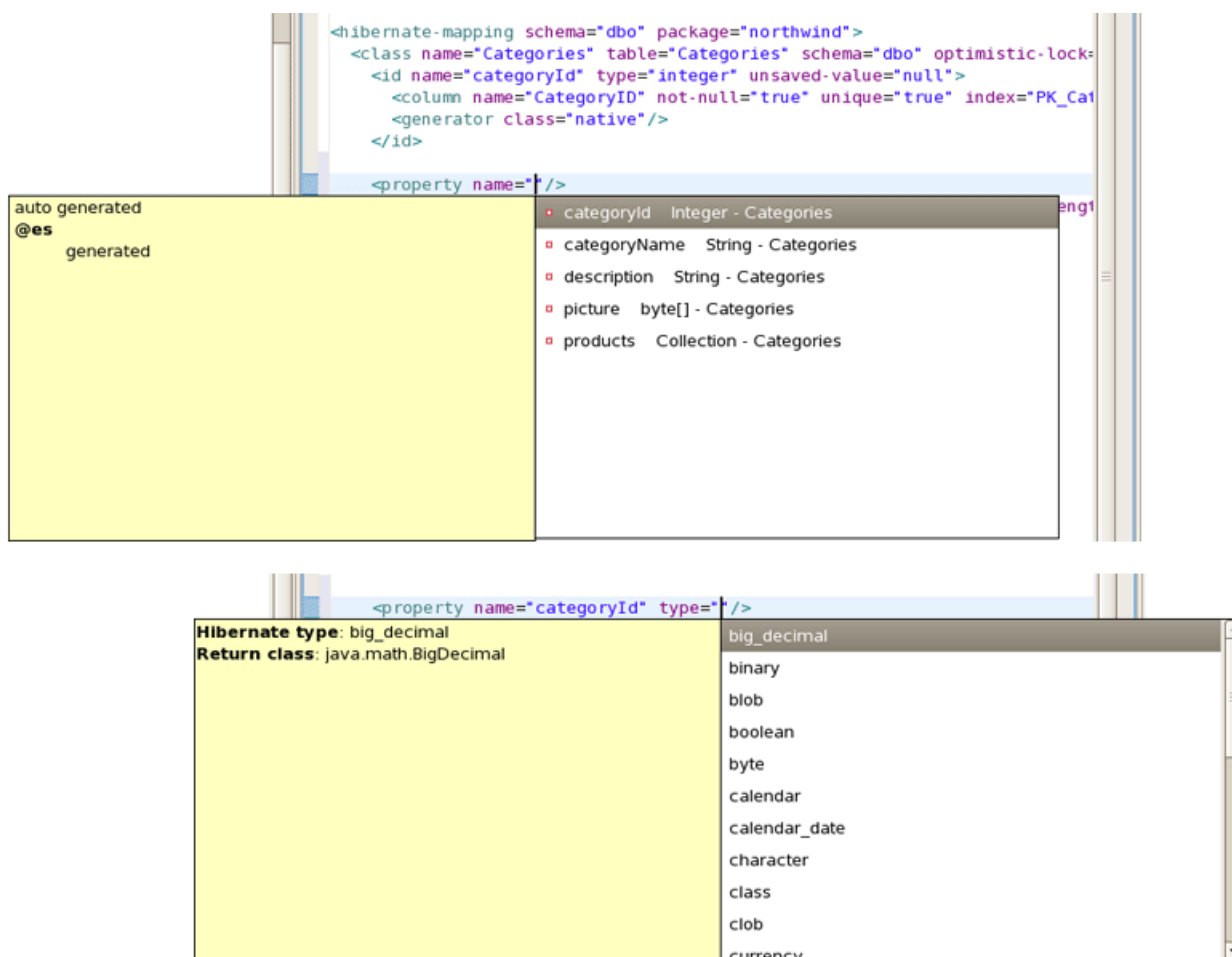 <hibernate-mapping schema="dbo" package="northwind">
<class name="Categories" table="Categories" schema="dbo" optimistic-lock=
<id name="categoryId" type="integer" unsaved-value="null">
<column name="CategoryID" not-null="true" unique="true" index="PK_Cat
<generator class="native"/>
</id>
<property name=""/>
engt
auto generated
@es
generated
categoryId Integer - Categories
categoryName String - Categories
description String - Categories
picture byte[] - Categories
products Collection - Categories
<property name="categoryId" type=""/>
Hibernate type: big_decimal
Return class: java.math.BigDecimal
big_decimal
binary
blob
boolean
byte
calendar
calendar_date
character
class
clob
currency